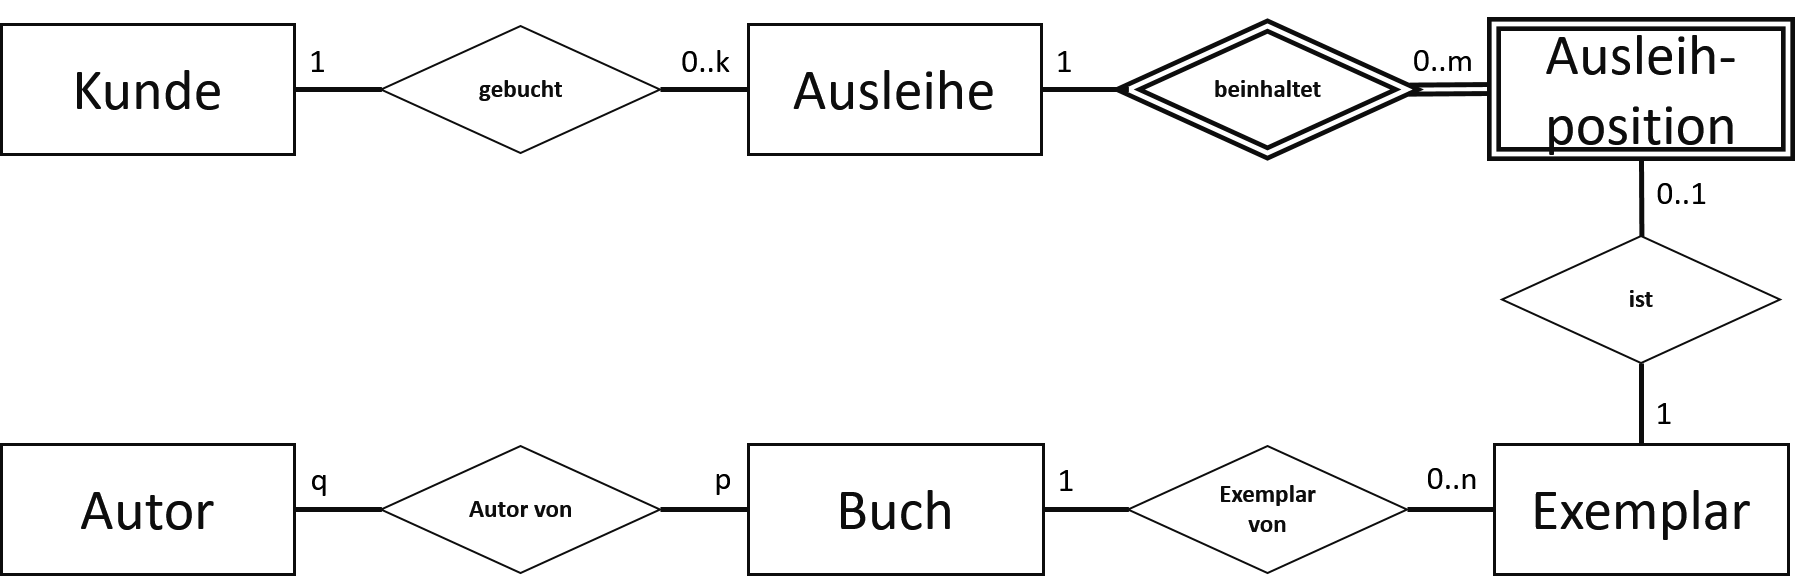 Kunde
1
gebucht
0..k
Ausleihe
1
beinhaltet
0..m
Ausleih-
position
0..1
ist
1
Autor
q
Autor von
p
Buch
1
Exemplar
von
0..n
Exemplar